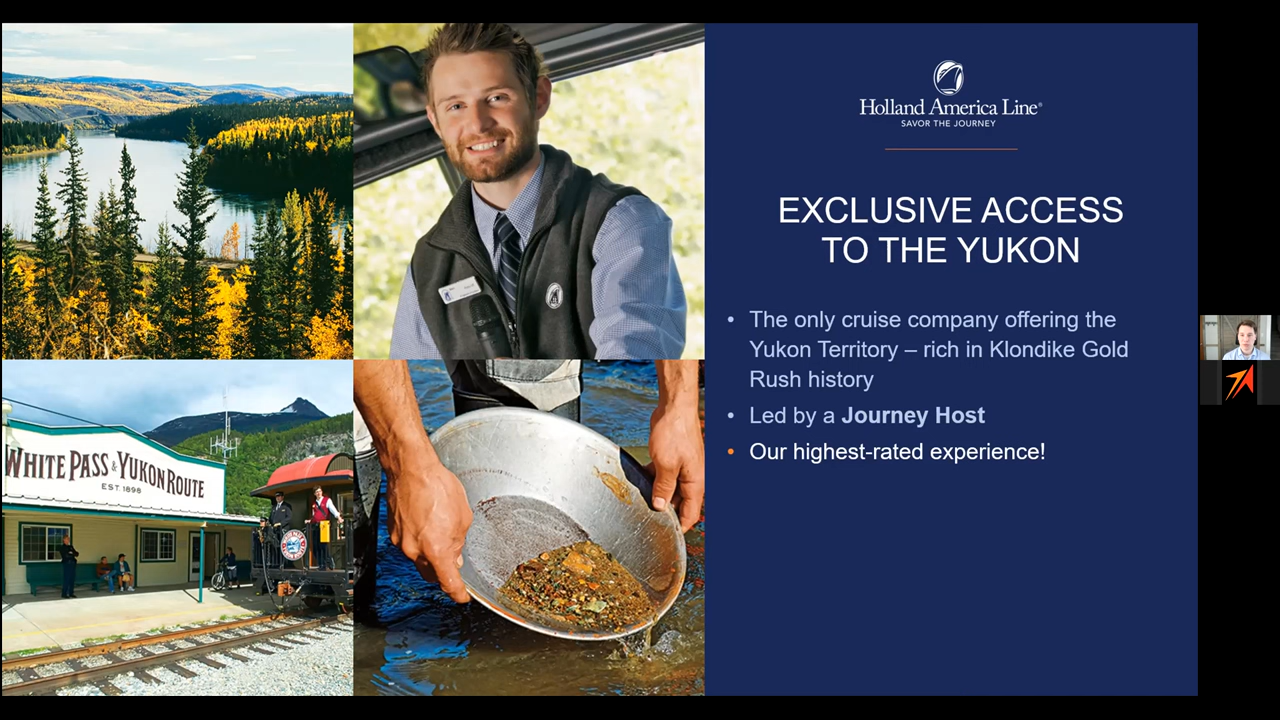 Holland America Line®
SAVOR THE JOURNEY
EXCLUSIVE ACCESS
TO THE YUKON
• The only cruise company offering the
Yukon Territory – rich in Klondike Gold
Rush history
• Led by a Journey Host
• Our highest-rated experience!
WHITE PASS & YUKON ROUTE
EST. 1898